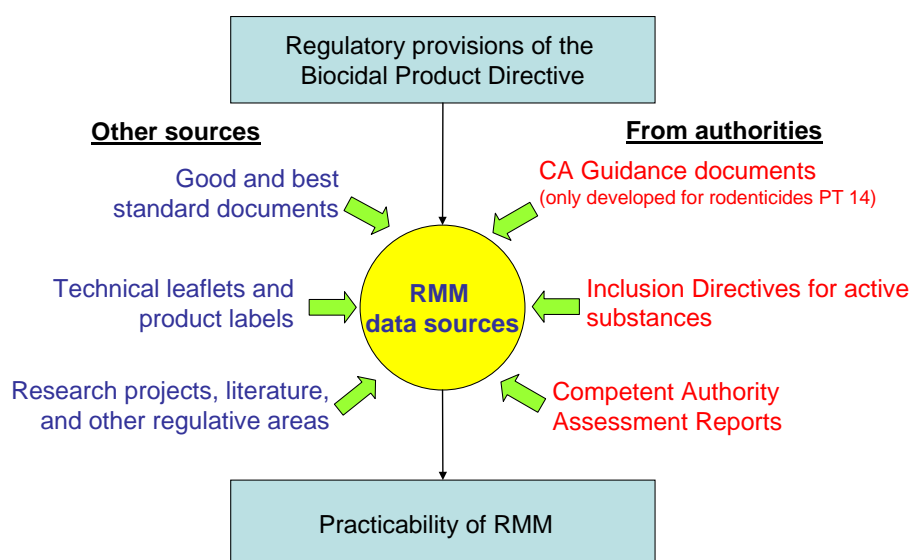 Regulatory provisions of the
Biocidal Product Directive
Other sources
From authorities
Good and best
standard documents
CA Guidance documents
(only developed for rodenticides PT 14)
Technical leaflets and
product labels
RMM
data sources
Inclusion Directives for active
substances
Research projects, literature,
and other regulative areas
Competent Authority
Assessment Reports
Practicability of RMM